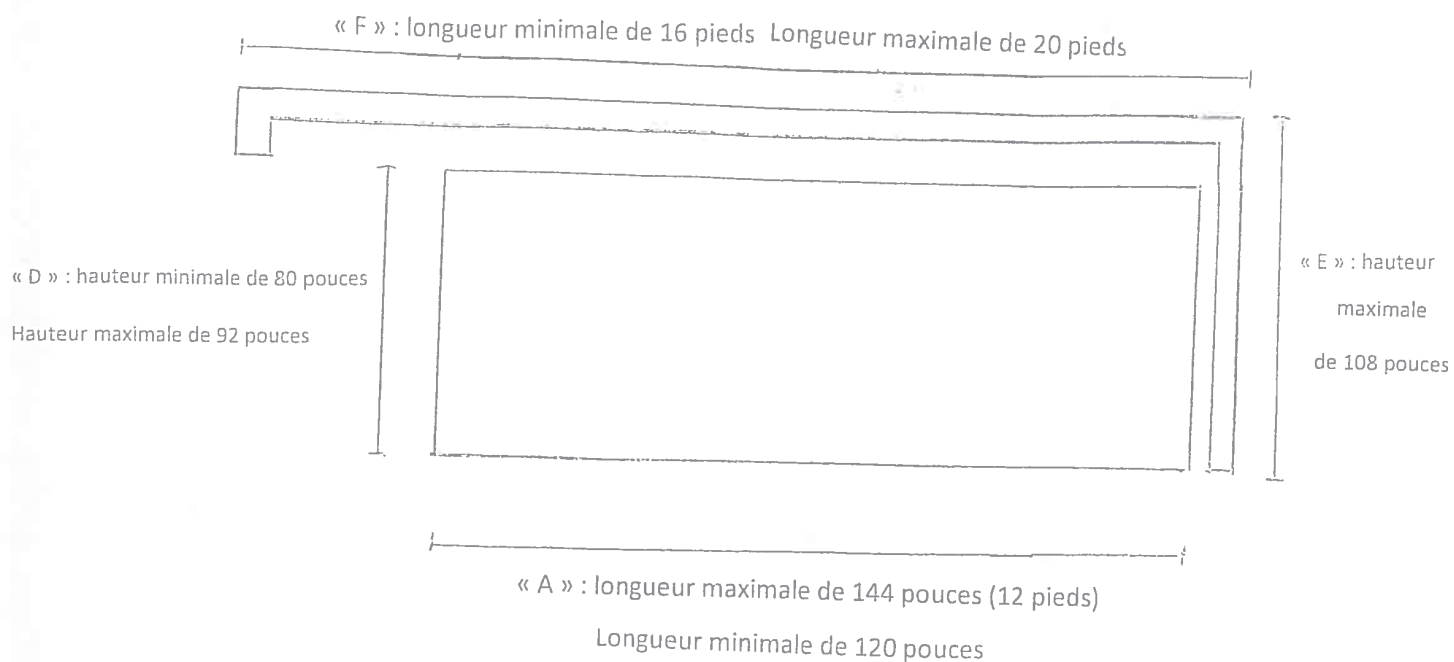 « F » : longueur minimale de 16 pieds Longueur maximale de 20 pieds
« D » : hauteur minimale de 80 pouces
Hauteur maximale de 92 pouces
« E » : hauteur
maximale
de 108 pouces
« A » : longueur maximale de 144 pouces (12 pieds)
Longueur minimale de 120 pouces